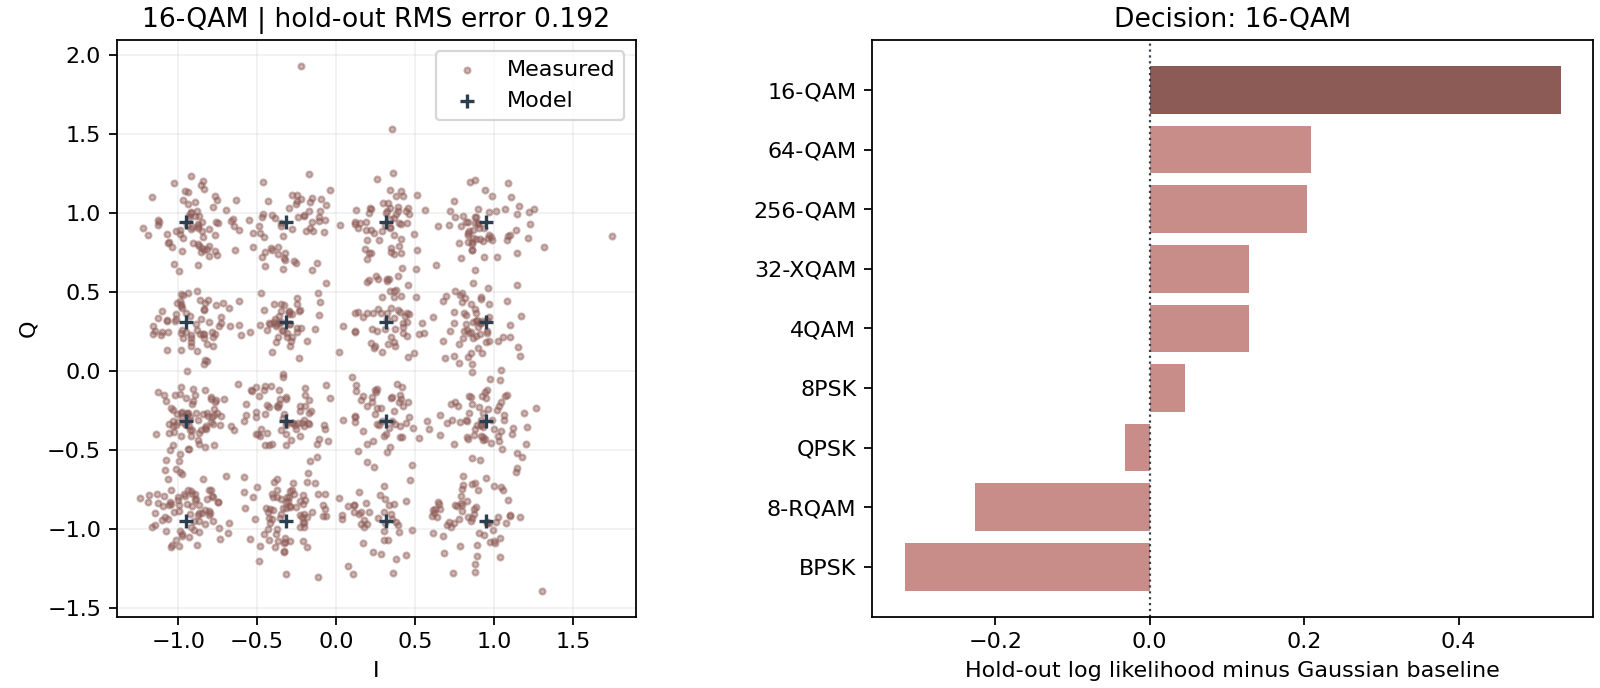 16-QAM | hold-out RMS error 0.192
Measured
Model
2.0
1.5
1.0
0.5
0.0
−0.5
−1.0
−1.5
Q
−1.0
−0.5
0.0
0.5
1.0
1.5
I
Decision: 16-QAM
16-QAM
64-QAM
256-QAM
32-XQAM
4QAM
8PSK
QPSK
8-RQAM
BPSK
−0.2
0.0
0.2
0.4
Hold-out log likelihood minus Gaussian baseline